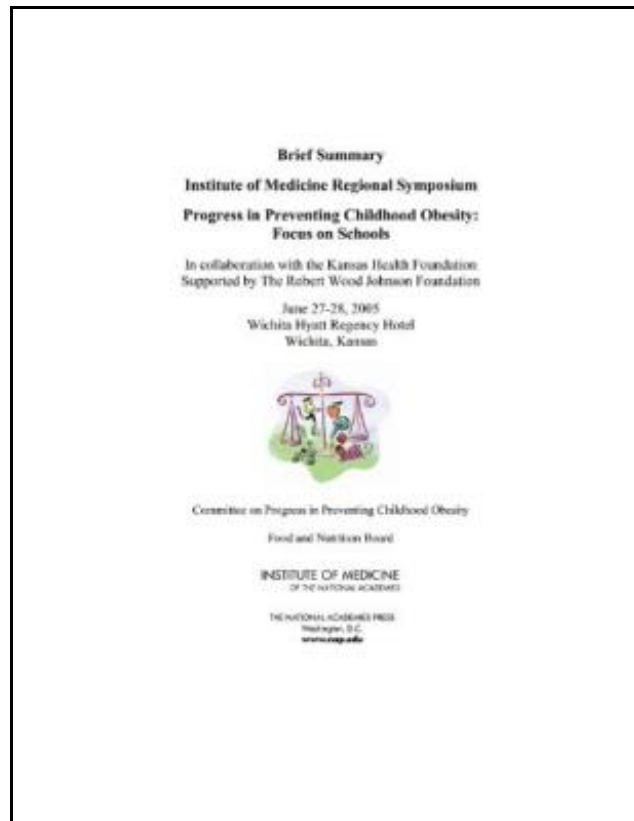 Brief Summary
Institute of Medicine Regional Symposium
Progress in Preventing Childhood Obesity:
Focus on Schools
In collaboration with the Kansas Health Foundation
Supported by The Robert Wood Johnson Foundation
June 27-28, 2005
Wichita Hyatt Regency Hotel
Wichita, Kansas
Committee on Progress in Preventing Childhood Obesity
Food and Nutrition Board
INSTITUTE OF MEDICINE
OF THE NATIONAL ACADEMIES
THE NATIONAL ACADEMIES PRESS
Washington, D.C.
www.nap.edu